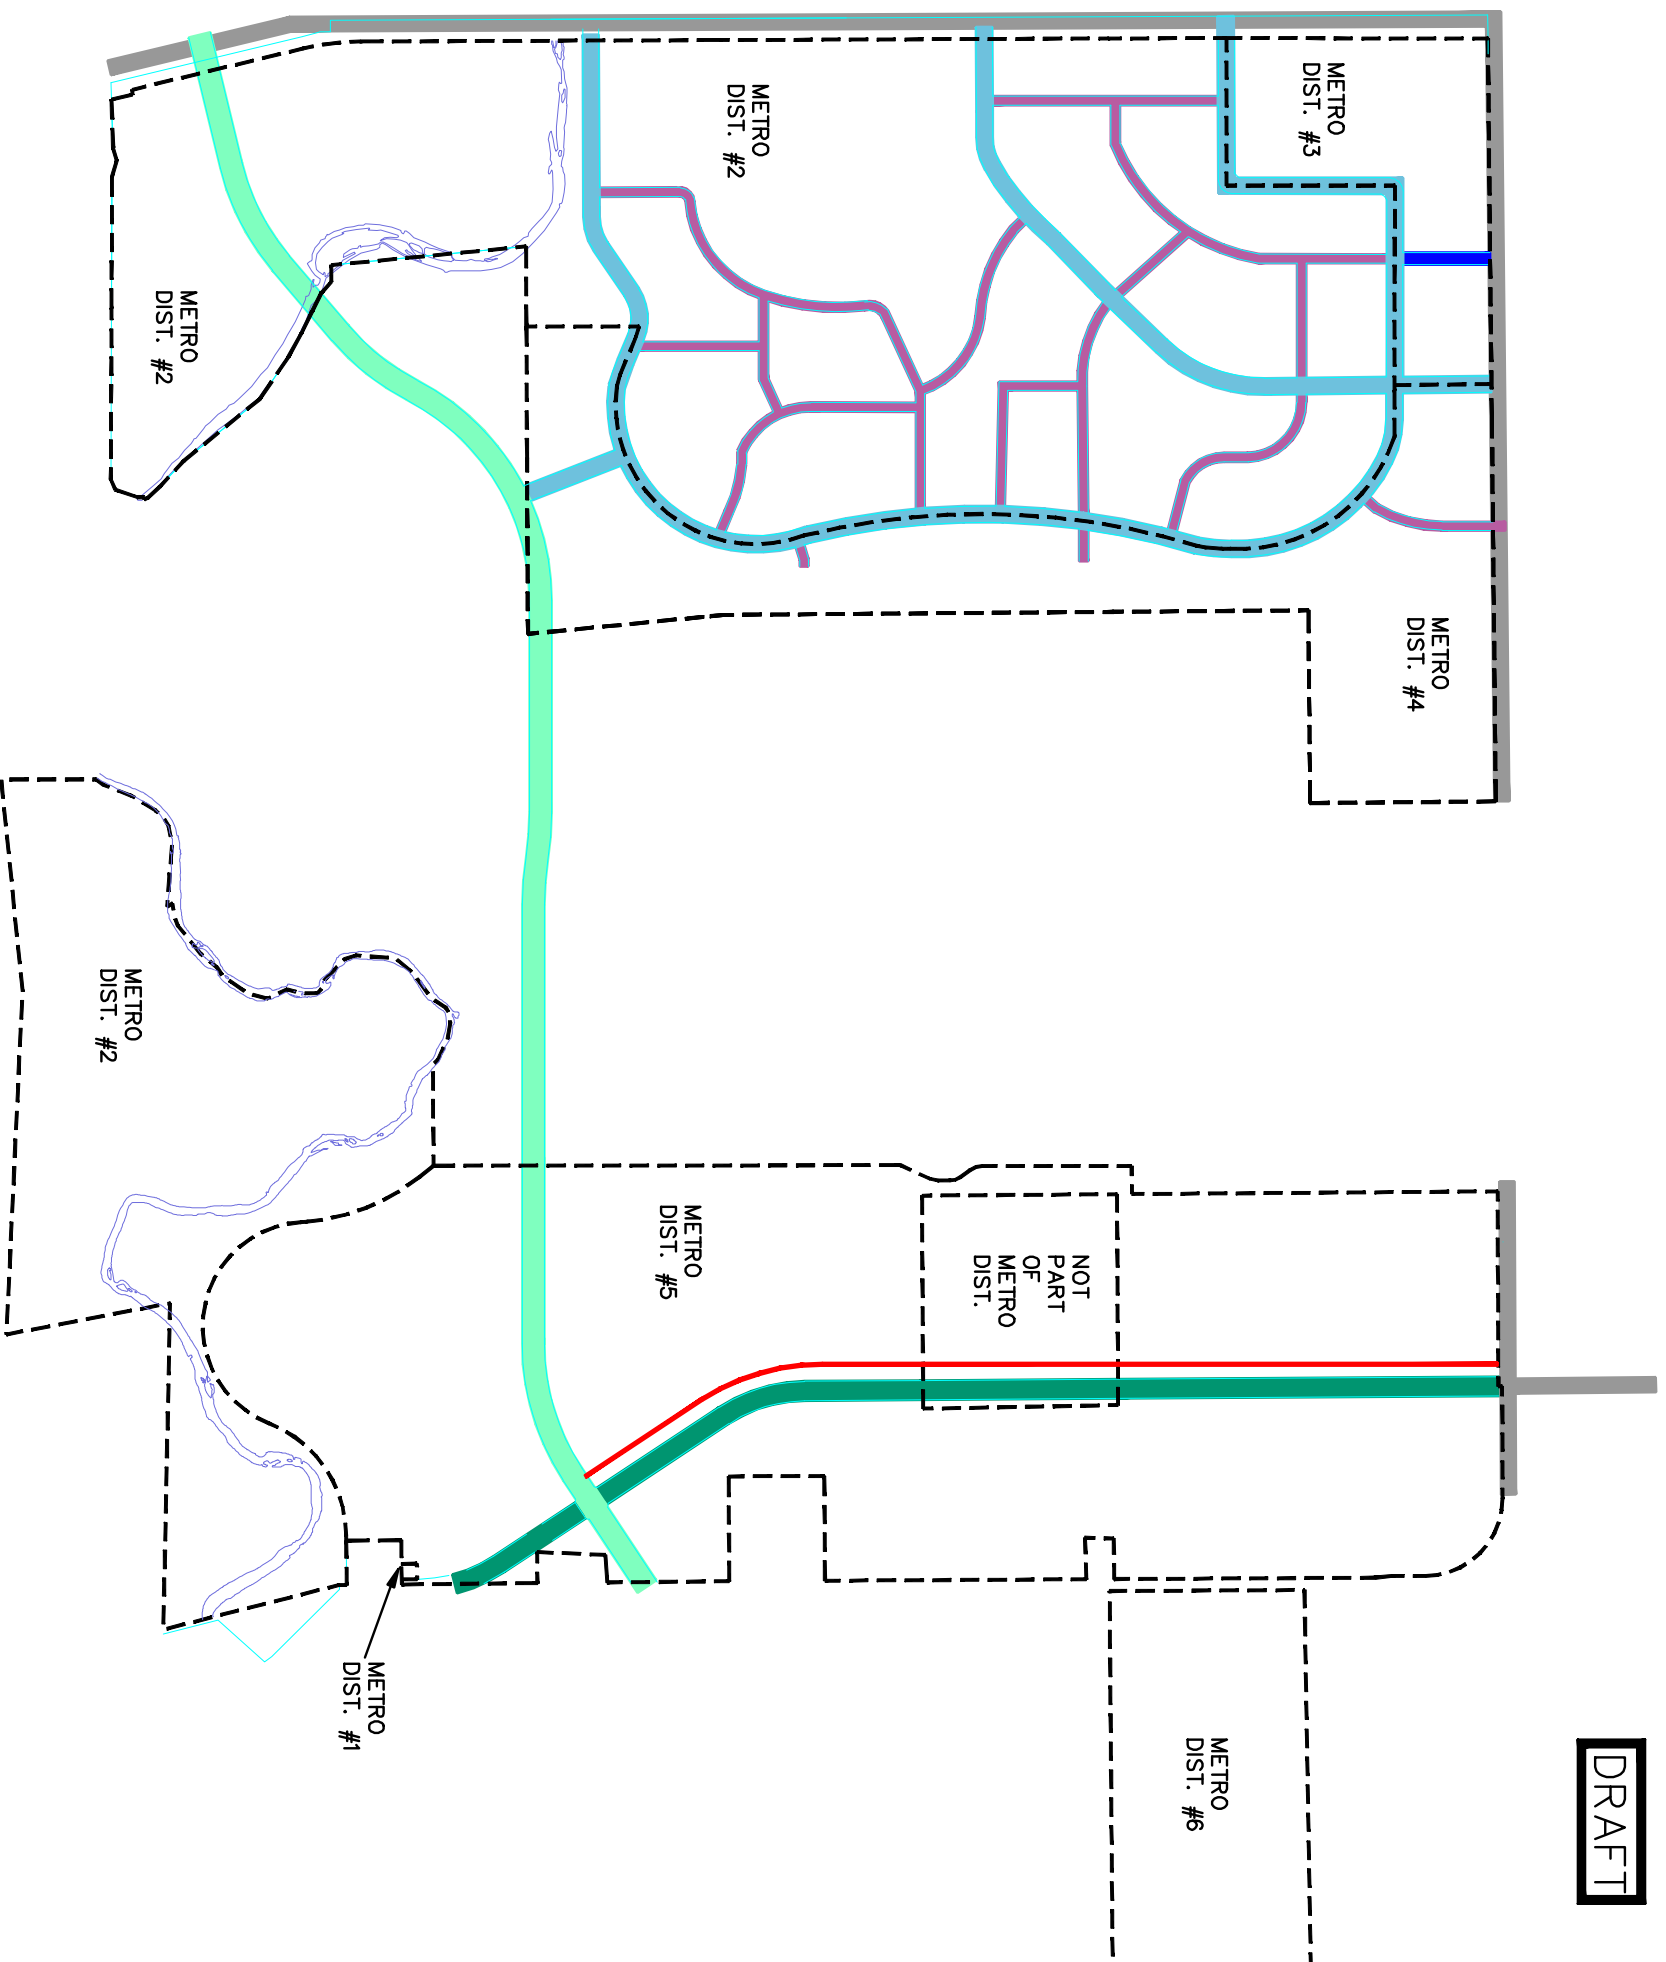 METRO
DIST. #3
METRO
DIST. #2
METRO
DIST. #2
METRO
DIST. #4
METRO
DIST. #2
METRO
DIST. #5
NOT
PART
OF
METRO
DIST.
METRO
DIST. #1
METRO
DIST. #6
DRAFT